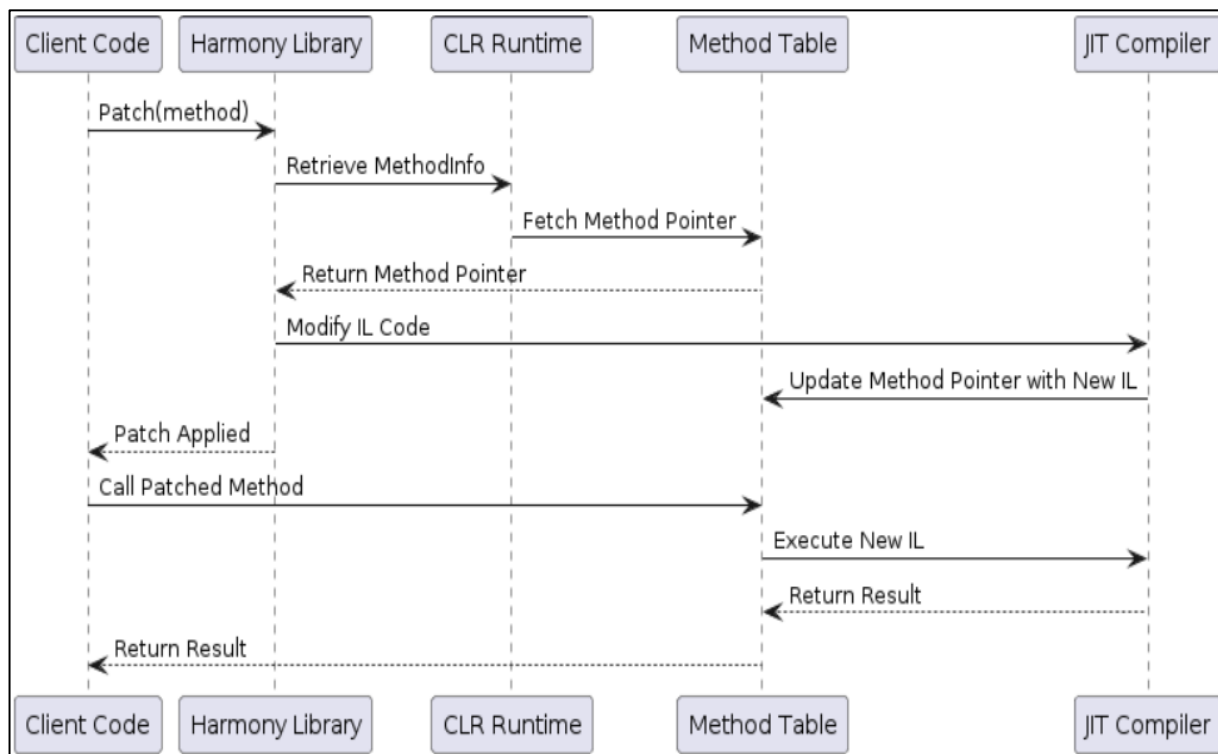 Client Code
Harmony Library
CLR Runtime
Method Table
JIT Compiler
Patch(method)
Retrieve MethodInfo
Fetch Method Pointer
Return Method Pointer
Modify IL Code
Update Method Pointer with New IL
Patch Applied
Call Patched Method
Execute New IL
Return Result
Return Result
Client Code
Harmony Library
CLR Runtime
Method Table
JIT Compiler